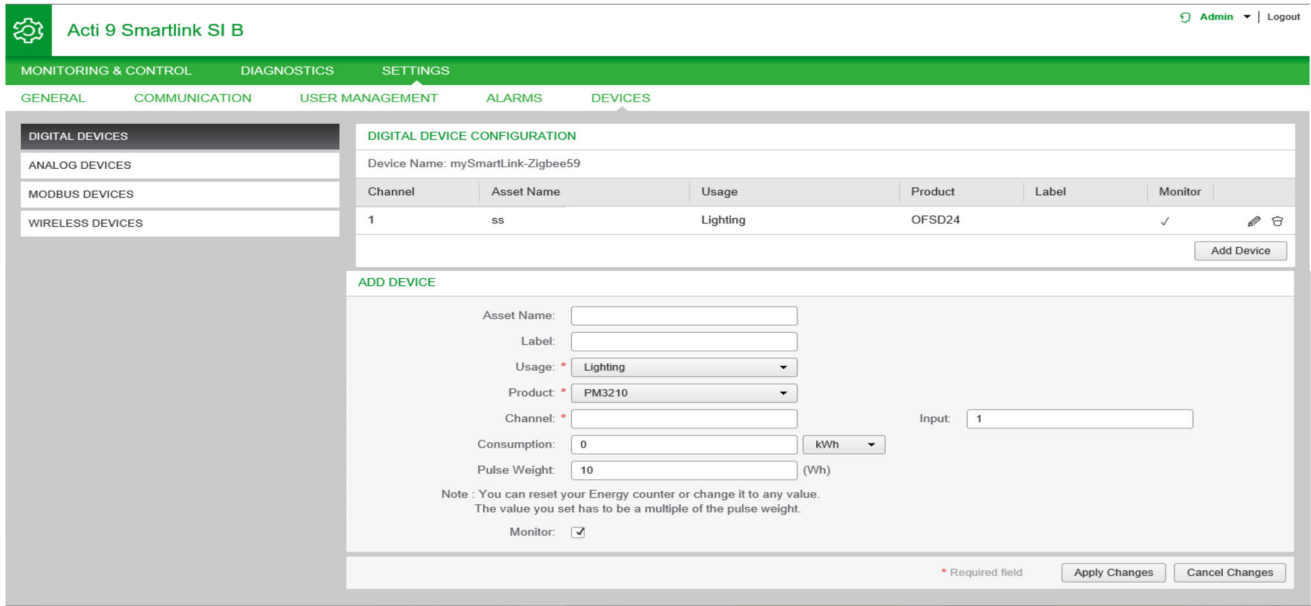 Acti 9 Smartlink SI B
Admin | Logout
MONITORING & CONTROL DIAGNOSTICS SETTINGS
GENERAL COMMUNICATION USER MANAGEMENT ALARMS DEVICES
DIGITAL DEVICES
ANALOG DEVICES
MODBUS DEVICES
WIRELESS DEVICES
DIGITAL DEVICE CONFIGURATION
Device Name: mySmartLink-Zigbee59
Channel Asset Name Usage Product Label Monitor
1 ss Lighting OFSD24 ✓
Add Device
ADD DEVICE
Asset Name:
Label:
Usage: * Lighting
Product: * PM3210
Channel: * Input: 1
Consumption: 0 kWh
Pulse Weight: 10 (Wh)
Note : You can reset your Energy counter or change it to any value.
The value you set has to be a multiple of the pulse weight.
Monitor: ✓
* Required field Apply Changes Cancel Changes